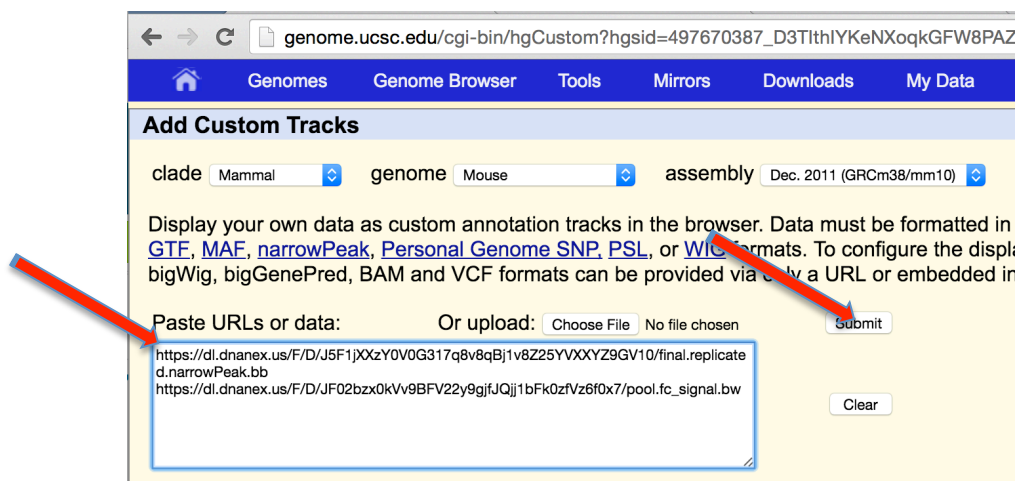 genome.ucsc.edu/cgi-bin/hgCustom?hgsid=497670387_D3TlthlYKeNXoqkGFW8PAZ
Genomes Genome Browser Tools Mirrors Downloads My Data
Add Custom Tracks
clade Mammal genome Mouse assembly Dec. 2011 (GRCm38/mm10)
Display your own data as custom annotation tracks in the browser. Data must be formatted in
GTF, MAF, narrowPeak, Personal Genome SNP, PSL, or WIG formats. To configure the displa
bigWig, bigGenePred, BAM and VCF formats can be provided via only a URL or embedded in
Paste URLs or data: Or upload: Choose File No file chosen Submit
https://dl.dnanex.us/F/D/J5F1jXXzY0V0G317q8v8qBj1v8Z25YVXXYZ9GV10/final.replicate
d.narrowPeak.bb
https://dl.dnanex.us/F/D/JF02bzx0kVv9BFV22y9gjfJQjj1bFk0zfVz6f0x7/pool.fc_signal.bw
Clear